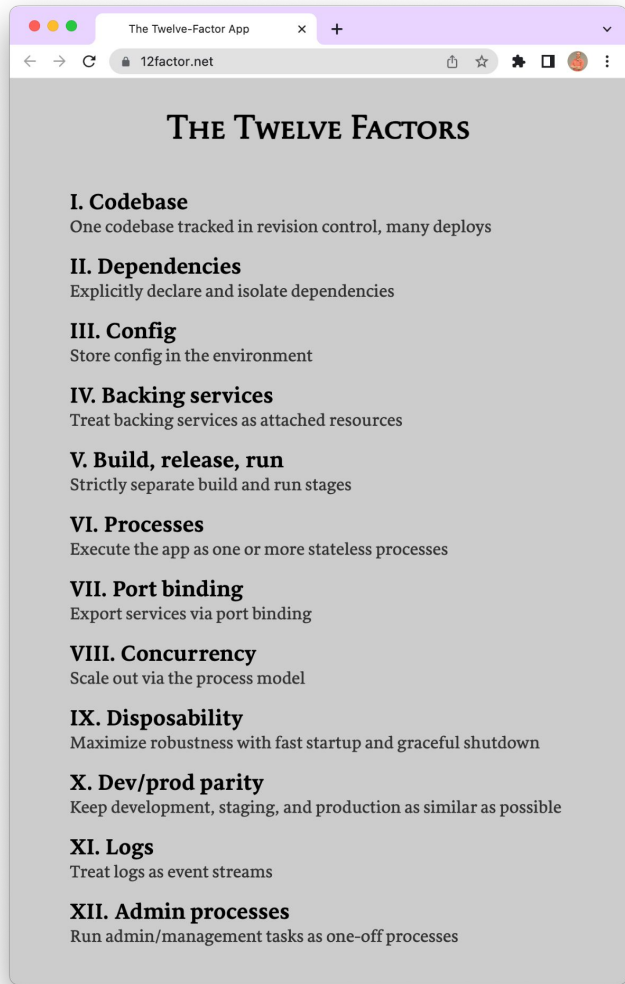 The Twelve-Factor App
12factor.net
The Twelve Factors
I. Codebase
One codebase tracked in revision control, many deploys
II. Dependencies
Explicitly declare and isolate dependencies
III. Config
Store config in the environment
IV. Backing services
Treat backing services as attached resources
V. Build, release, run
Strictly separate build and run stages
VI. Processes
Execute the app as one or more stateless processes
VII. Port binding
Export services via port binding
VIII. Concurrency
Scale out via the process model
IX. Disposability
Maximize robustness with fast startup and graceful shutdown
X. Dev/prod parity
Keep development, staging, and production as similar as possible
XI. Logs
Treat logs as event streams
XII. Admin processes
Run admin/management tasks as one-off processes